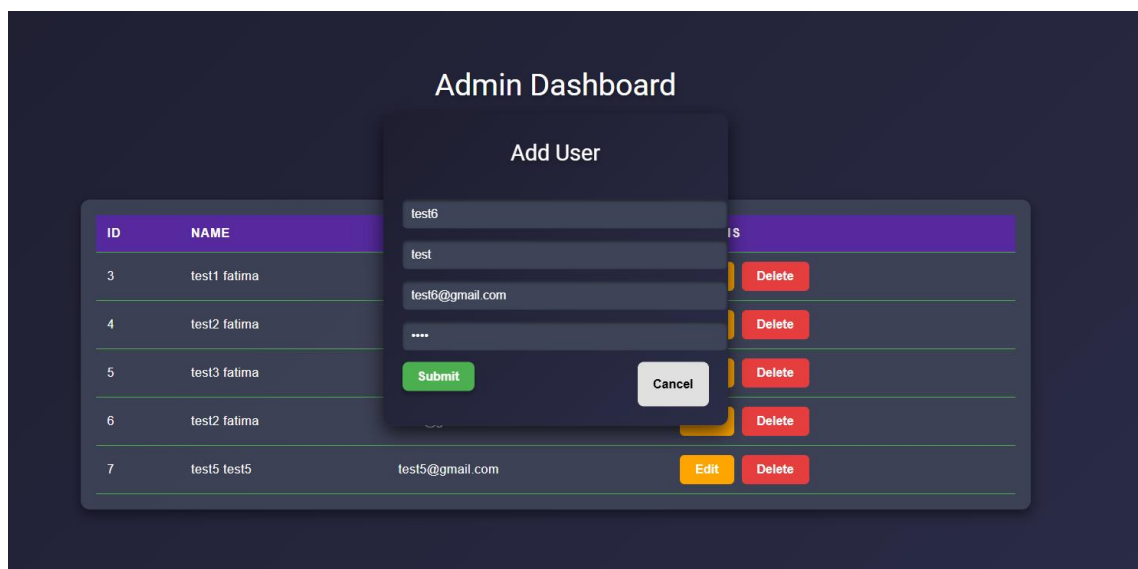 Admin Dashboard
Add User
test6
test
test6@gmail.com
••••
Submit Cancel
ID NAME
3 test1 fatima Delete
4 test2 fatima Delete
5 test3 fatima Delete
6 test2 fatima Delete
7 test5 test5 test5@gmail.com Edit Delete